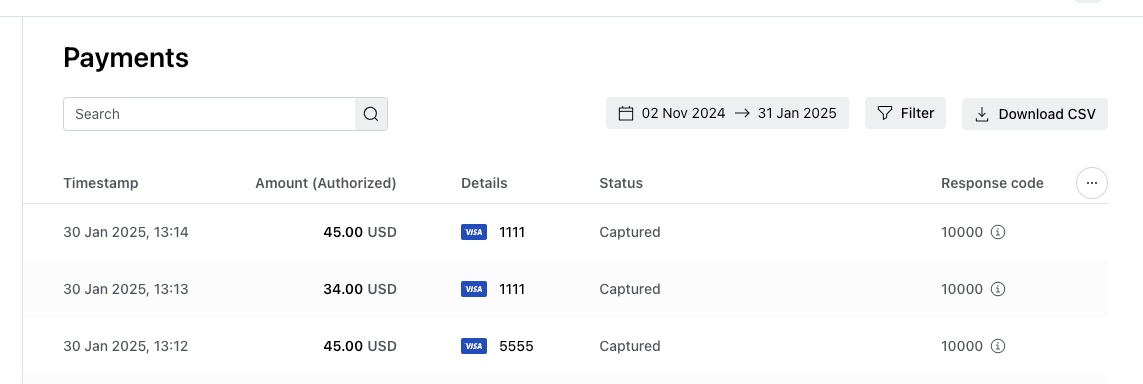 Payments
Search
02 Nov 2024 → 31 Jan 2025 Filter Download CSV
Timestamp Amount (Authorized) Details Status Response code ...
30 Jan 2025, 13:14 45.00 USD VISA 1111 Captured 10000
30 Jan 2025, 13:13 34.00 USD VISA 1111 Captured 10000
30 Jan 2025, 13:12 45.00 USD VISA 5555 Captured 10000